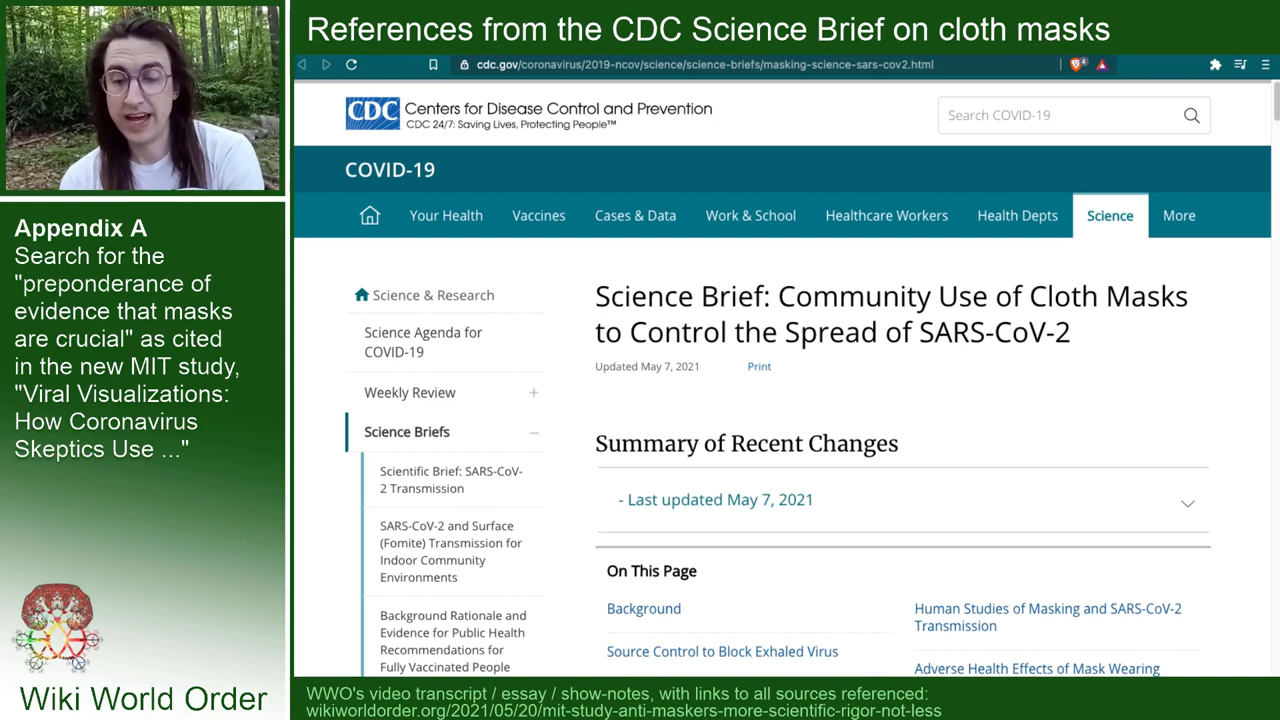 References from the CDC Science Brief on cloth masks
cdc.gov/coronavirus/2019-ncov/science/science-briefs/masking-science-sars-cov2.html
4
CDC Centers for Disease Control and Prevention
CDC 24/7: Saving Lives, Protecting People™
Search COVID-19
COVID-19
Your Health Vaccines Cases & Data Work & School Healthcare Workers Health Depts Science More
Appendix A
Search for the
"preponderance of
evidence that masks
are crucial" as cited
in the new MIT study,
"Viral Visualizations:
How Coronavirus
Skeptics Use ..."
Wiki World Order
Science & Research
Science Agenda for
COVID-19
Weekly Review +
Science Briefs −
Scientific Brief: SARS-CoV-
2 Transmission
SARS-CoV-2 and Surface
(Fomite) Transmission for
Indoor Community
Environments
Background Rationale and
Evidence for Public Health
Recommendations for
Fully Vaccinated People
Science Brief: Community Use of Cloth Masks
to Control the Spread of SARS-CoV-2
Updated May 7, 2021 Print
Summary of Recent Changes
- Last updated May 7, 2021
On This Page
Background
Source Control to Block Exhaled Virus
Human Studies of Masking and SARS-CoV-2
Transmission
Adverse Health Effects of Mask Wearing
WWO's video transcript / essay / show-notes, with links to all sources referenced:
wikiworldorder.org/2021/05/20/mit-study-anti-maskers-more-scientific-rigor-not-less